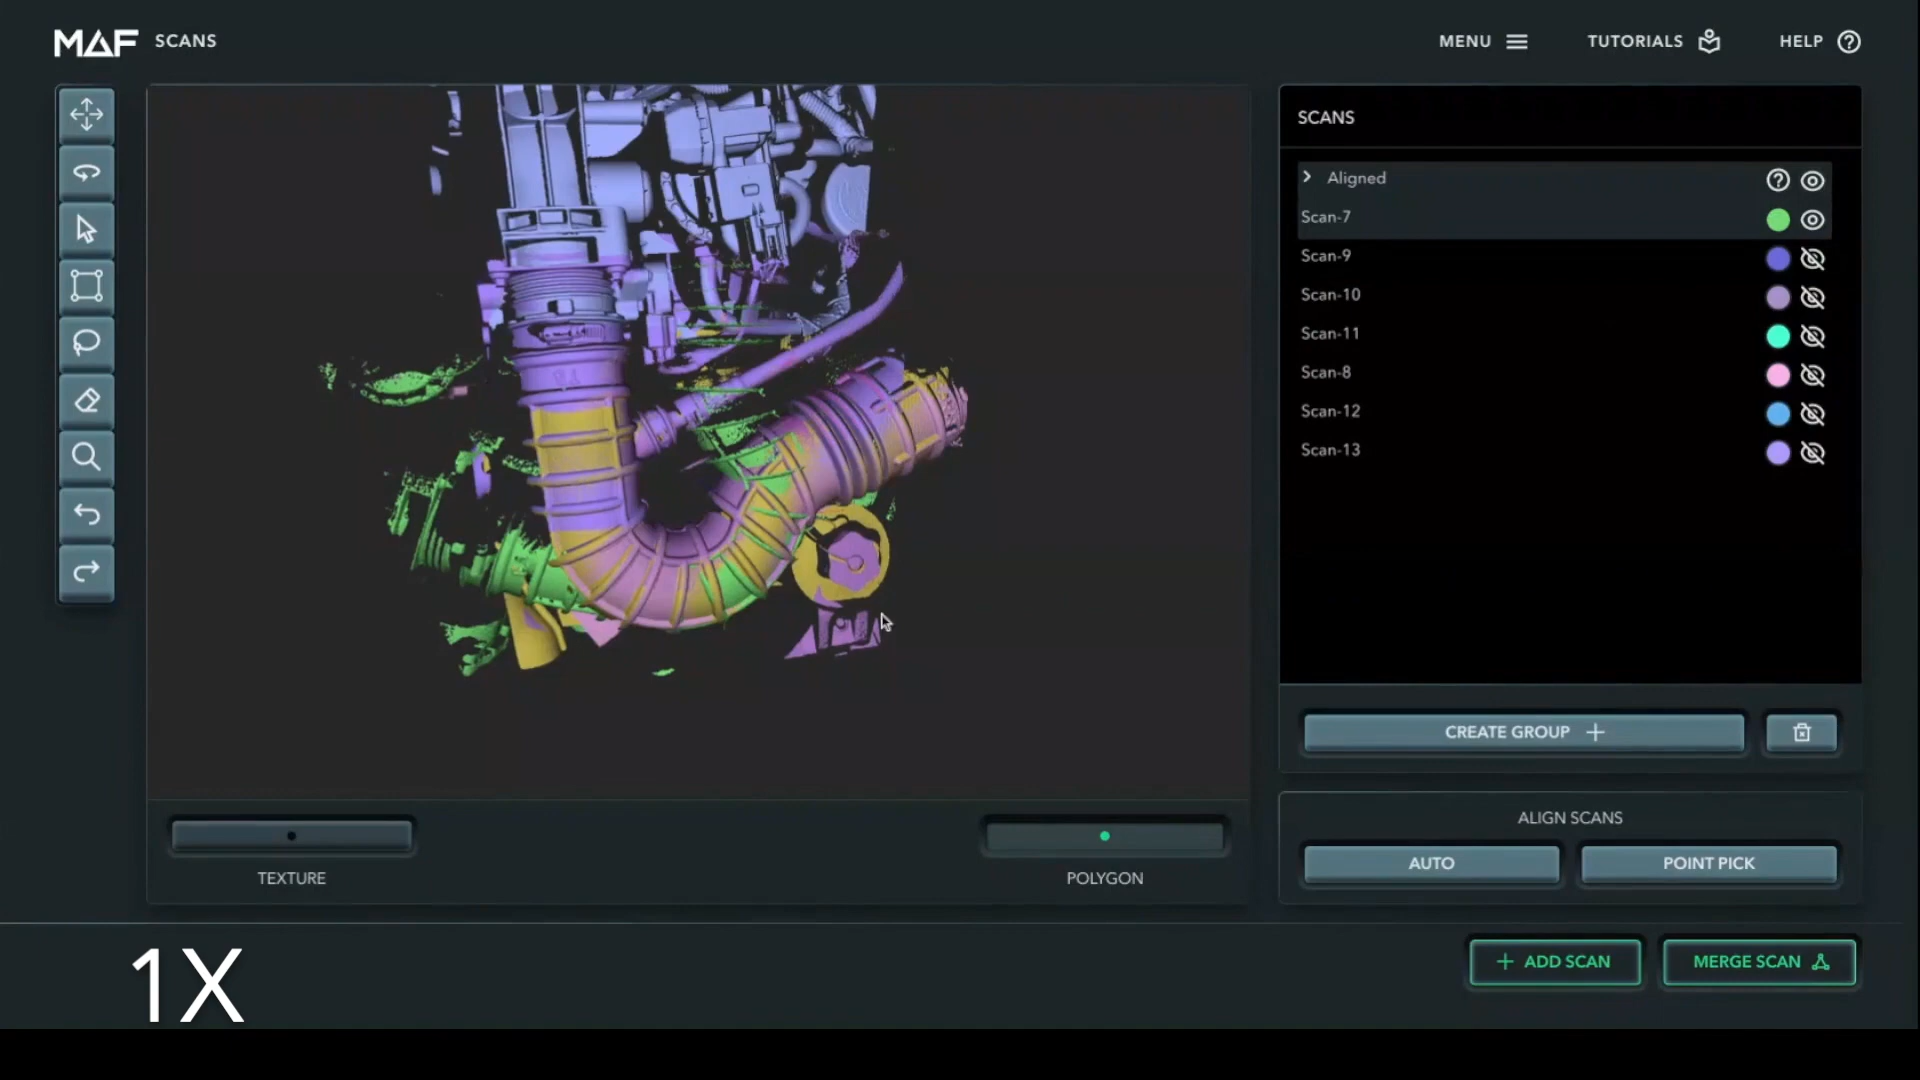 MAF SCANS
MENU
TUTORIALS
HELP
SCANS
Aligned
Scan-7
Scan-9
Scan-10
Scan-11
Scan-8
Scan-12
Scan-13
CREATE GROUP
ALIGN SCANS
AUTO
POINT PICK
TEXTURE
POLYGON
ADD SCAN
MERGE SCAN
1X